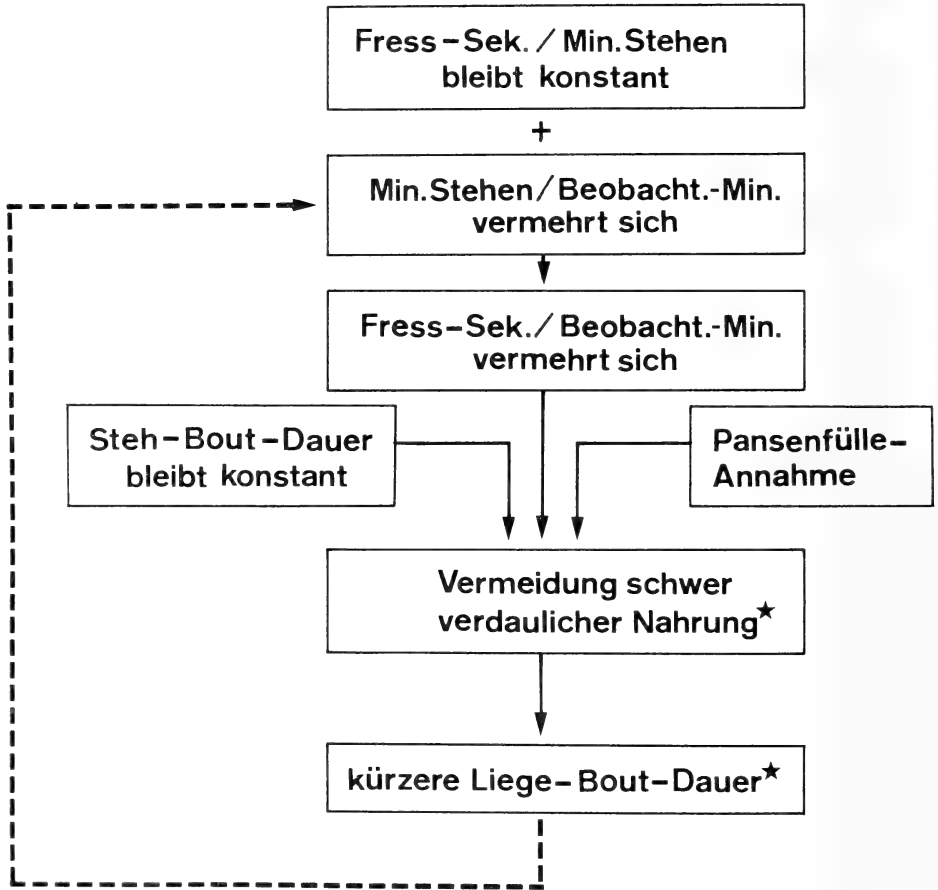 Fress-Sek./Min.Stehen
bleibt konstant
+
Min.Stehen/Beobacht.-Min.
vermehrt sich
Fress-Sek./Beobacht.-Min.
vermehrt sich
Steh-Bout-Dauer
bleibt konstant
Pansenfülle-
Annahme
Vermeidung schwer
verdaulicher Nahrung★
kürzere Liege-Bout-Dauer★